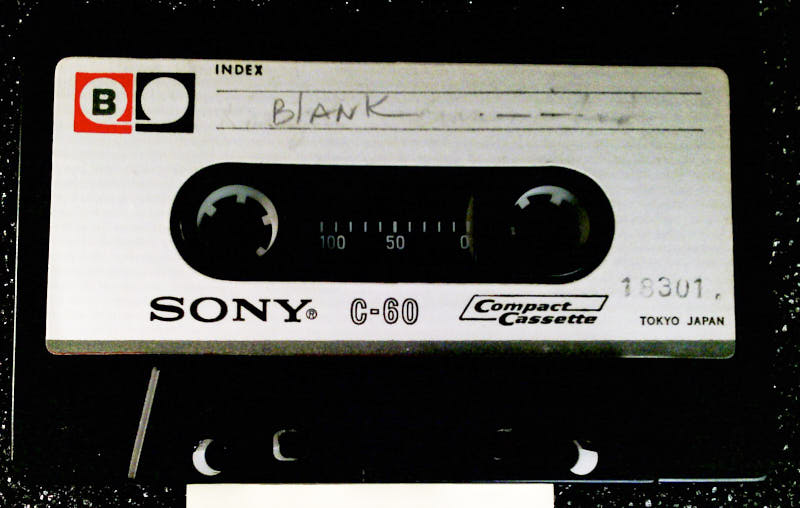 INDEX
B
BLANK
100 50 0
SONY® C-60 Compact Cassette
18301.
TOKYO JAPAN